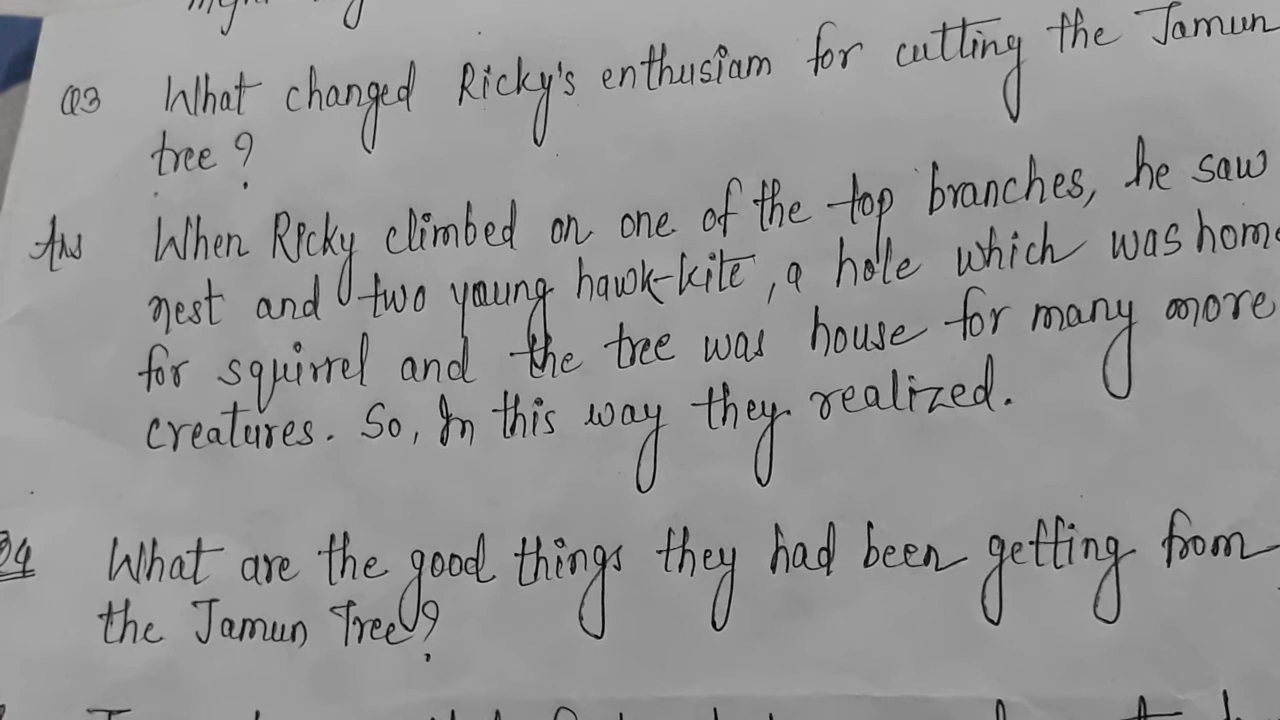 Q3 What changed Ricky's enthusiam for cutting the Jamun
tree?
Ans When Ricky climbed on one of the top branches, he saw
nest and two young hawk-kite, a hole which was home
for squirrel and the tree was house for many more
creatures. So, In this way they realized.
Q4 What are the good things they had been getting from
the Jamun Tree?